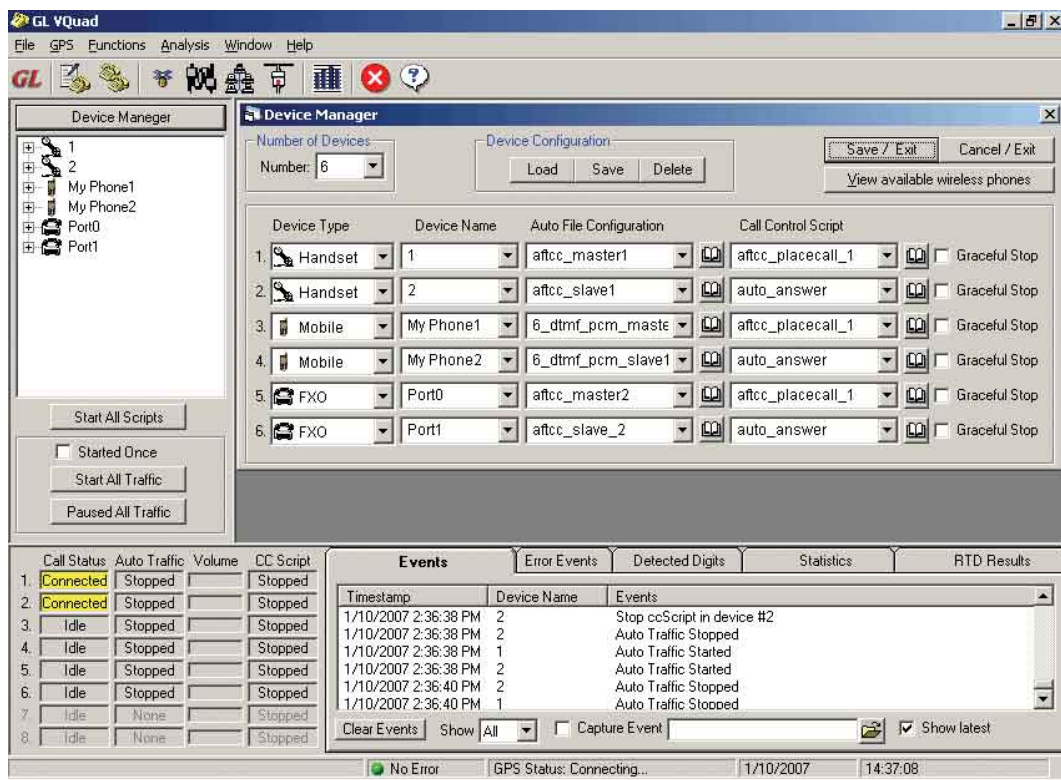 GL VQuad
File GPS Functions Analysis Window Help
GL
Device Maneger
1
2
My Phone1
My Phone2
Port0
Port1
Start All Scripts
Started Once
Start All Traffic
Paused All Traffic
Device Manager
Number of Devices
Number: 6
Device Configuration
Load Save Delete
Save / Exit Cancel / Exit
View available wireless phones
Device Type Device Name Auto File Configuration Call Control Script
1. Handset 1 aftcc_master1 aftcc_placecall_1 Graceful Stop
2. Handset 2 aftcc_slave1 auto_answer Graceful Stop
3. Mobile My Phone1 6_dtmf_pcm_maste aftcc_placecall_1 Graceful Stop
4. Mobile My Phone2 6_dtmf_pcm_slave1 auto_answer Graceful Stop
5. FXO Port0 aftcc_master2 aftcc_placecall_1 Graceful Stop
6. FXO Port1 aftcc_slave_2 auto_answer Graceful Stop
Call Status Auto Traffic Volume CC Script
1. Connected Stopped Stopped
2. Connected Stopped Stopped
3. Idle Stopped Stopped
4. Idle Stopped Stopped
5. Idle Stopped Stopped
6. Idle Stopped Stopped
7. Idle None Stopped
8. Idle None Stopped
Events Error Events Detected Digits Statistics RTD Results
Timestamp Device Name Events
1/10/2007 2:36:38 PM 2 Stop ccScript in device #2
1/10/2007 2:36:38 PM 2 Auto Traffic Stopped
1/10/2007 2:36:38 PM 1 Auto Traffic Started
1/10/2007 2:36:38 PM 2 Auto Traffic Started
1/10/2007 2:36:40 PM 2 Auto Traffic Stopped
1/10/2007 2:36:40 PM 1 Auto Traffic Stopped
Clear Events Show All Capture Event Show latest
No Error GPS Status: Connecting... 1/10/2007 14:37:08